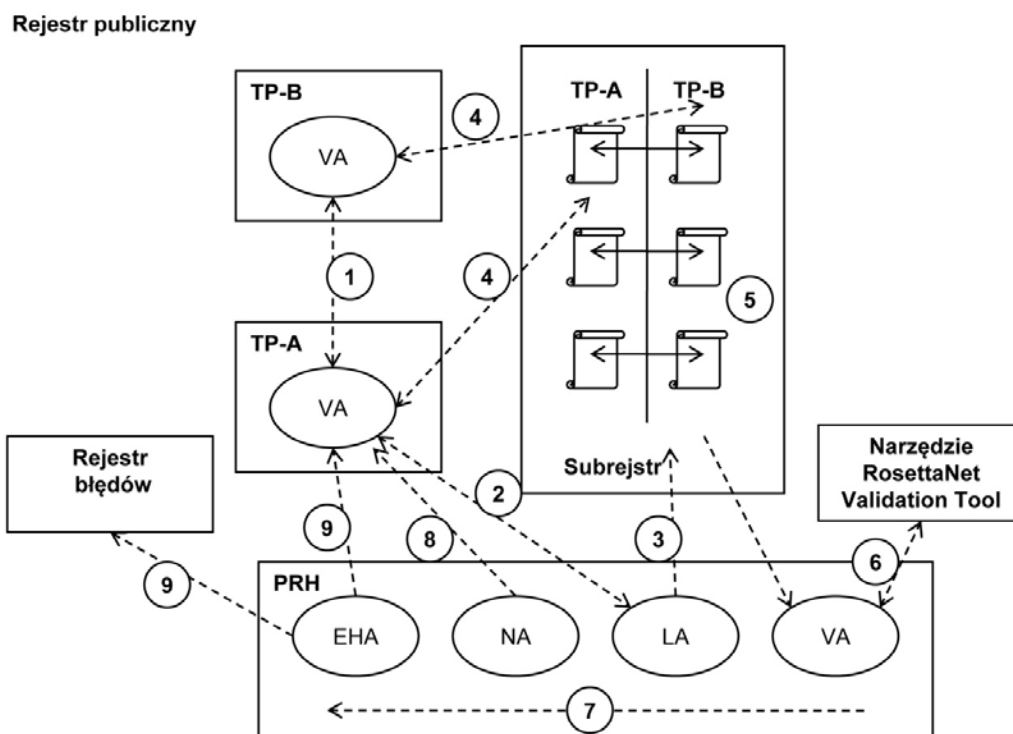 Rejestr publiczny
TP-B
VA
4
1
TP-A
VA
4
TP-A
TP-B
5
Subrejstr
Rejestr
błędów
Narzędzie
RosettaNet
Validation Tool
2
9
8
3
6
9
PRH
EHA
NA
LA
VA
7